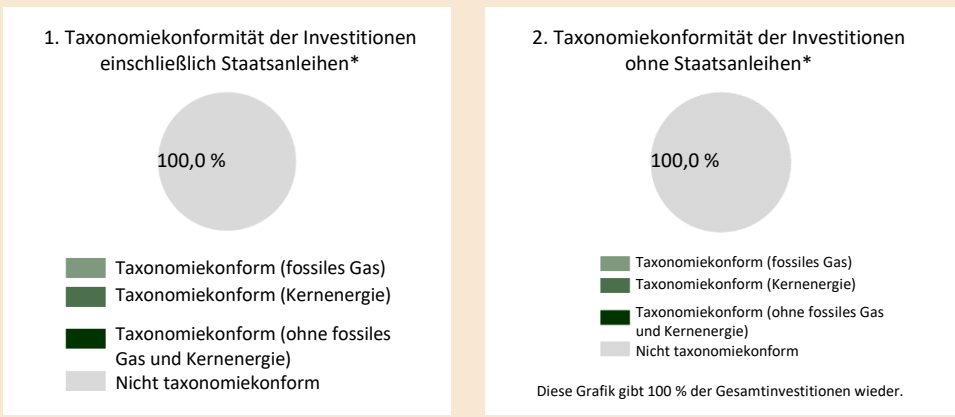 1. Taxonomiekonformität der Investitionen
einschließlich Staatsanleihen*
100,0 %
Taxonomiekonform (fossiles Gas)
Taxonomiekonform (Kernenergie)
Taxonomiekonform (ohne fossiles
Gas und Kernenergie)
Nicht taxonomiekonform
2. Taxonomiekonformität der Investitionen
ohne Staatsanleihen*
100,0 %
Taxonomiekonform (fossiles Gas)
Taxonomiekonform (Kernenergie)
Taxonomiekonform (ohne fossiles Gas
und Kernenergie)
Nicht taxonomiekonform
Diese Grafik gibt 100 % der Gesamtinvestitionen wieder.